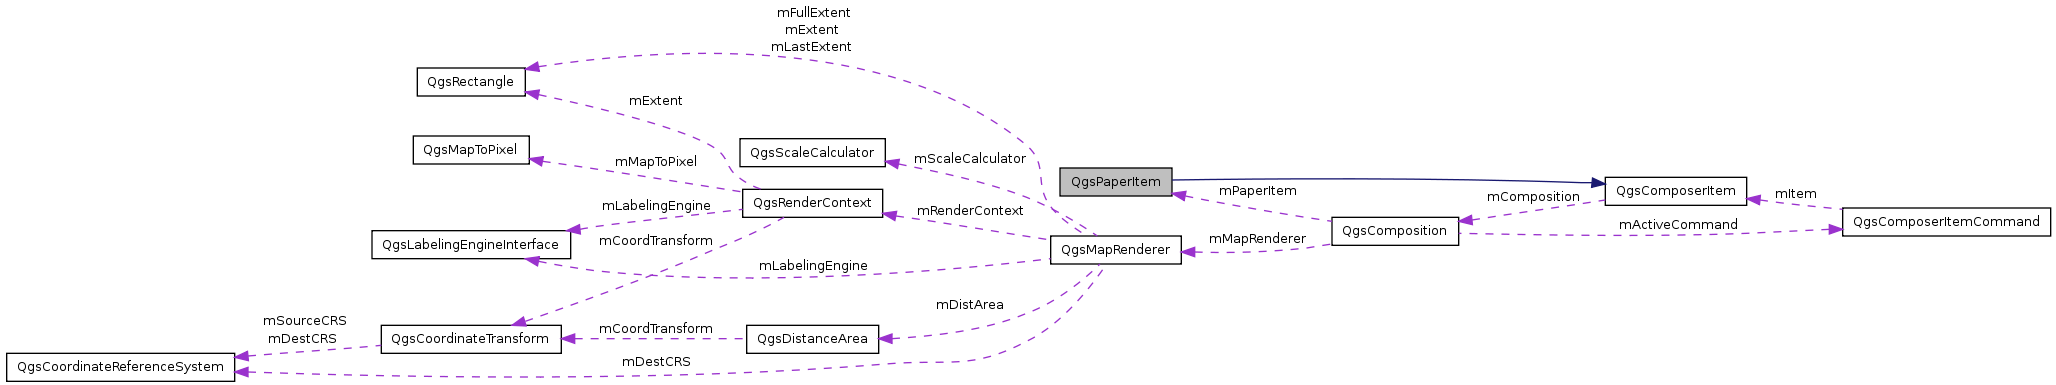 mFullExtent
mExtent
mLastExtent
QgsRectangle
mExtent
QgsMapToPixel
QgsScaleCalculator
mMapToPixel
mScaleCalculator
QgsPaperItem
QgsComposerItem
mPaperItem
mComposition
mItem
QgsRenderContext
mLabelingEngine
mRenderContext
QgsComposerItemCommand
QgsComposition
mActiveCommand
QgsLabelingEngineInterface
mCoordTransform
QgsMapRenderer
mMapRenderer
mLabelingEngine
mDistArea
mSourceCRS
mDestCRS
QgsCoordinateTransform
mCoordTransform
QgsDistanceArea
QgsCoordinateReferenceSystem
mDestCRS